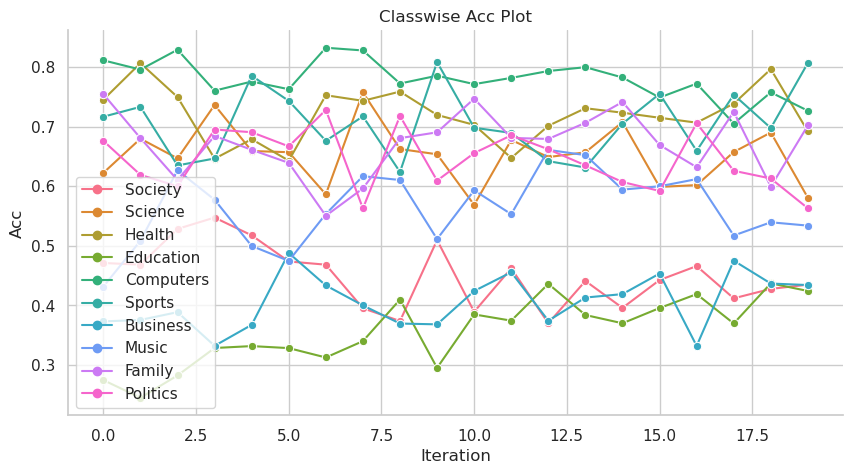 Classwise Acc Plot
0.8
0.7
0.6
0.5
0.4
0.3
Acc
Society
Science
Health
Education
Computers
Sports
Business
Music
Family
Politics
0.0 2.5 5.0 7.5 10.0 12.5 15.0 17.5
Iteration